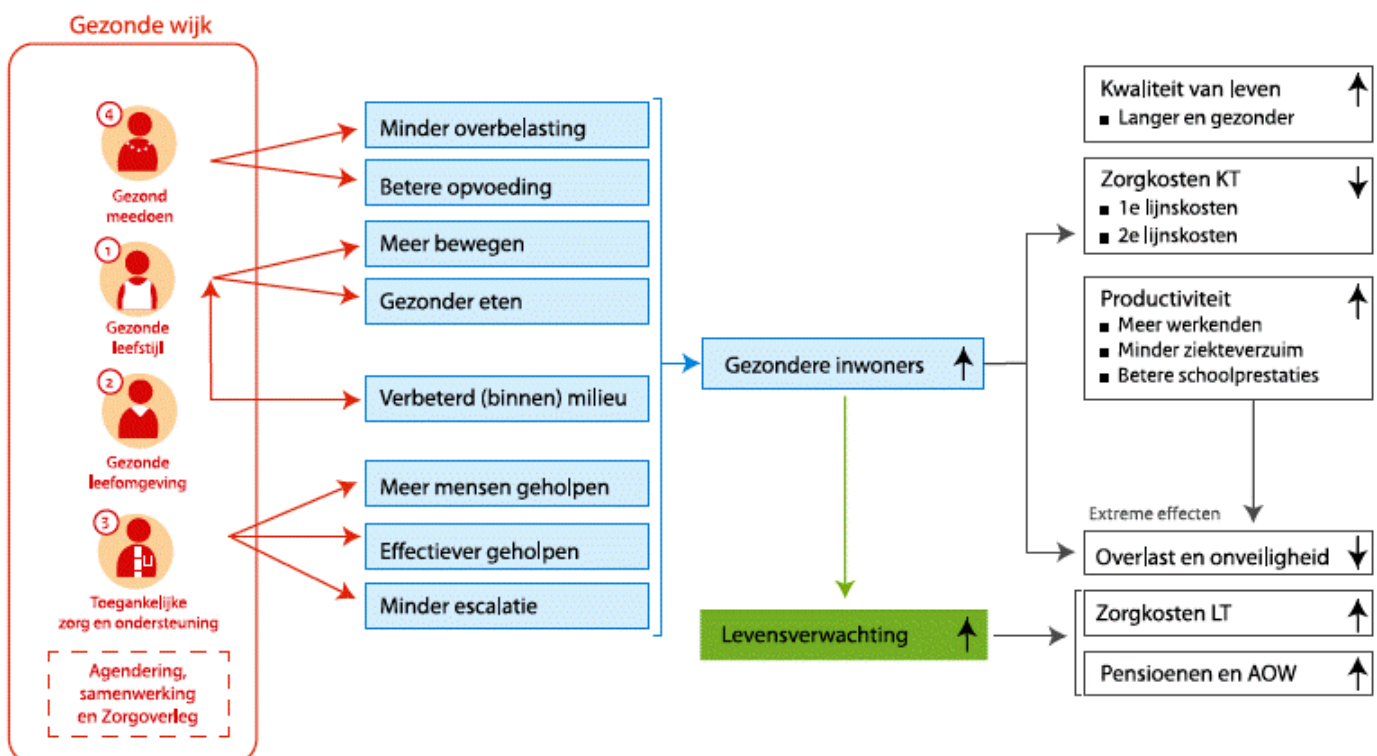 Gezonde wijk
4
Gezond
meedoen
1
Gezonde
leefstijl
2
Gezonde
leefomgeving
3
Toegankelijke
zorg en ondersteuning
Agendering,
samenwerking
en Zorgoverleg
Minder overbelasting
Betere opvoeding
Meer bewegen
Gezonder eten
Verbeterd (binnen) milieu
Meer mensen geholpen
Effectiever geholpen
Minder escalatie
Gezondere inwoners
Levensverwachting
Kwaliteit van leven
▪ Langer en gezonder
Zorgkosten KT
▪ 1e lijnskosten
▪ 2e lijnskosten
Productiviteit
▪ Meer werkenden
▪ Minder ziekteverzuim
▪ Betere schoolprestaties
Extreme effecten
Overlast en onveiligheid
Zorgkosten LT
Pensioenen en AOW